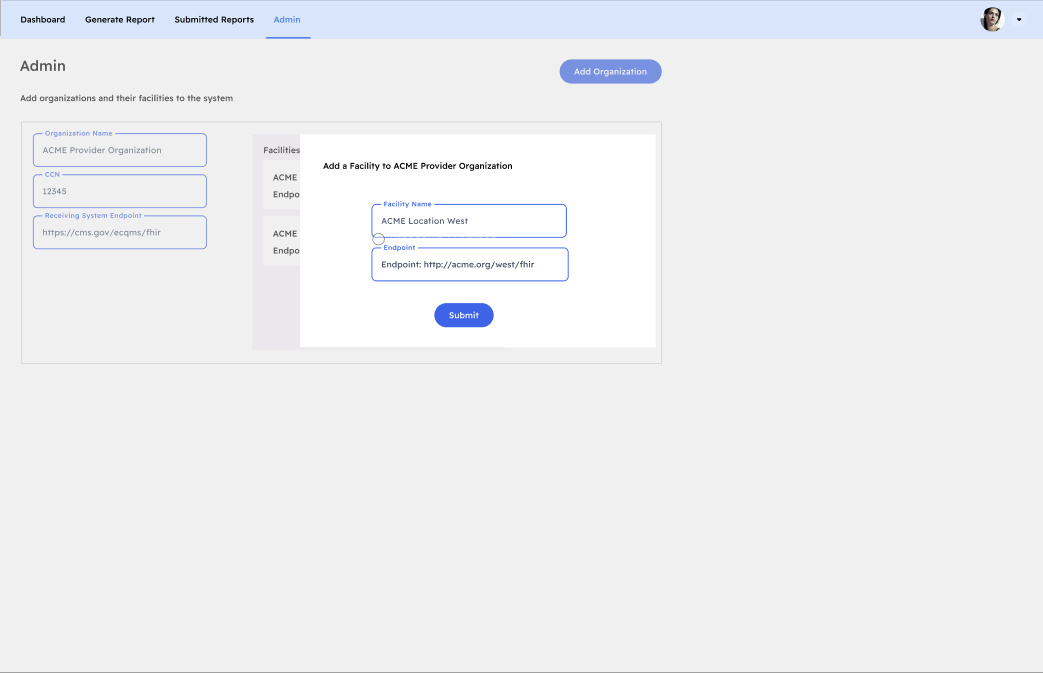 Dashboard Generate Report Submitted Reports Admin
Admin
Add Organization
Add organizations and their facilities to the system
Organization Name
ACME Provider Organization
CCN
12345
Receiving System Endpoint
https://cms.gov/ecqms/fhir
Facilities
ACME
Endpo
ACME
Endpo
Add a Facility to ACME Provider Organization
Facility Name
ACME Location West
Endpoint
Endpoint: http://acme.org/west/fhir
Submit